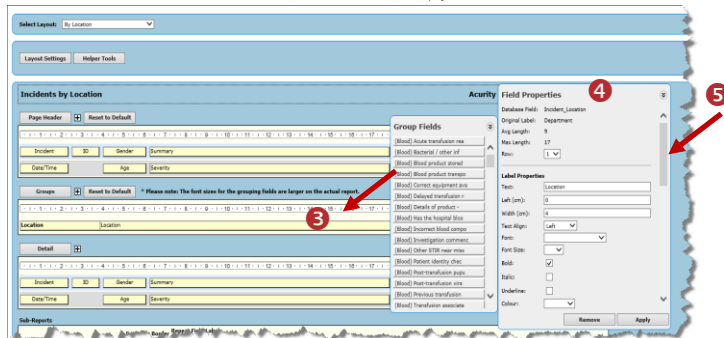 Select Layout: By Location
Layout Settings Helper Tools
Incidents by Location
Acurity
Page Header Reset to Default
Incident ID Gender Summary
Date/Time Age Severity
Groups Reset to Default * Please note: The font sizes for the grouping fields are larger on the actual report.
Location Location
Detail
Incident ID Gender Summary
Date/Time Age Severity
Sub-Reports
Group Fields
[Blood] Acute transfusion rea
[Blood] Bacterial / other inf
[Blood] Blood product stored
[Blood] Blood product transpo
[Blood] Correct equipment ava
[Blood] Delayed transfusion r
[Blood] Details of product -
[Blood] Has the hospital bloo
[Blood] Incorrect blood compo
[Blood] Investigation commenc
[Blood] Other STIR near miss
[Blood] Patient identity chec
[Blood] Post-transfusion purpu
[Blood] Post-transfusion vira
[Blood] Previous transfusion
[Blood] Transfusion associate
3
Field Properties
4
5
Database Field: Incident_Location
Original Label: Department
Avg Length: 9
Max Length: 17
Row: 1
Label Properties
Text: Location
Left (cm): 0
Width (cm): 4
Text Align: Left
Font:
Font Size:
Bold:
Italic:
Underline:
Colour:
Remove Apply